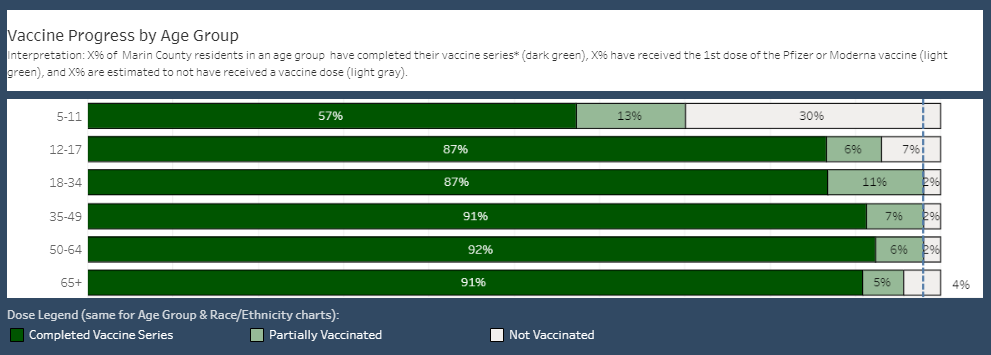 Vaccine Progress by Age Group
Interpretation: X% of Marin County residents in an age group have completed their vaccine series* (dark green), X% have received the 1st dose of the Pfizer or Moderna vaccine (light
green), and X% are estimated to not have received a vaccine dose (light gray).
5-11 57% 13% 30%
12-17 87% 6% 7%
18-34 87% 11% 2%
35-49 91% 7% 2%
50-64 92% 6% 2%
65+ 91% 5% 4%
Dose Legend (same for Age Group & Race/Ethnicity charts):
Completed Vaccine Series Partially Vaccinated Not Vaccinated